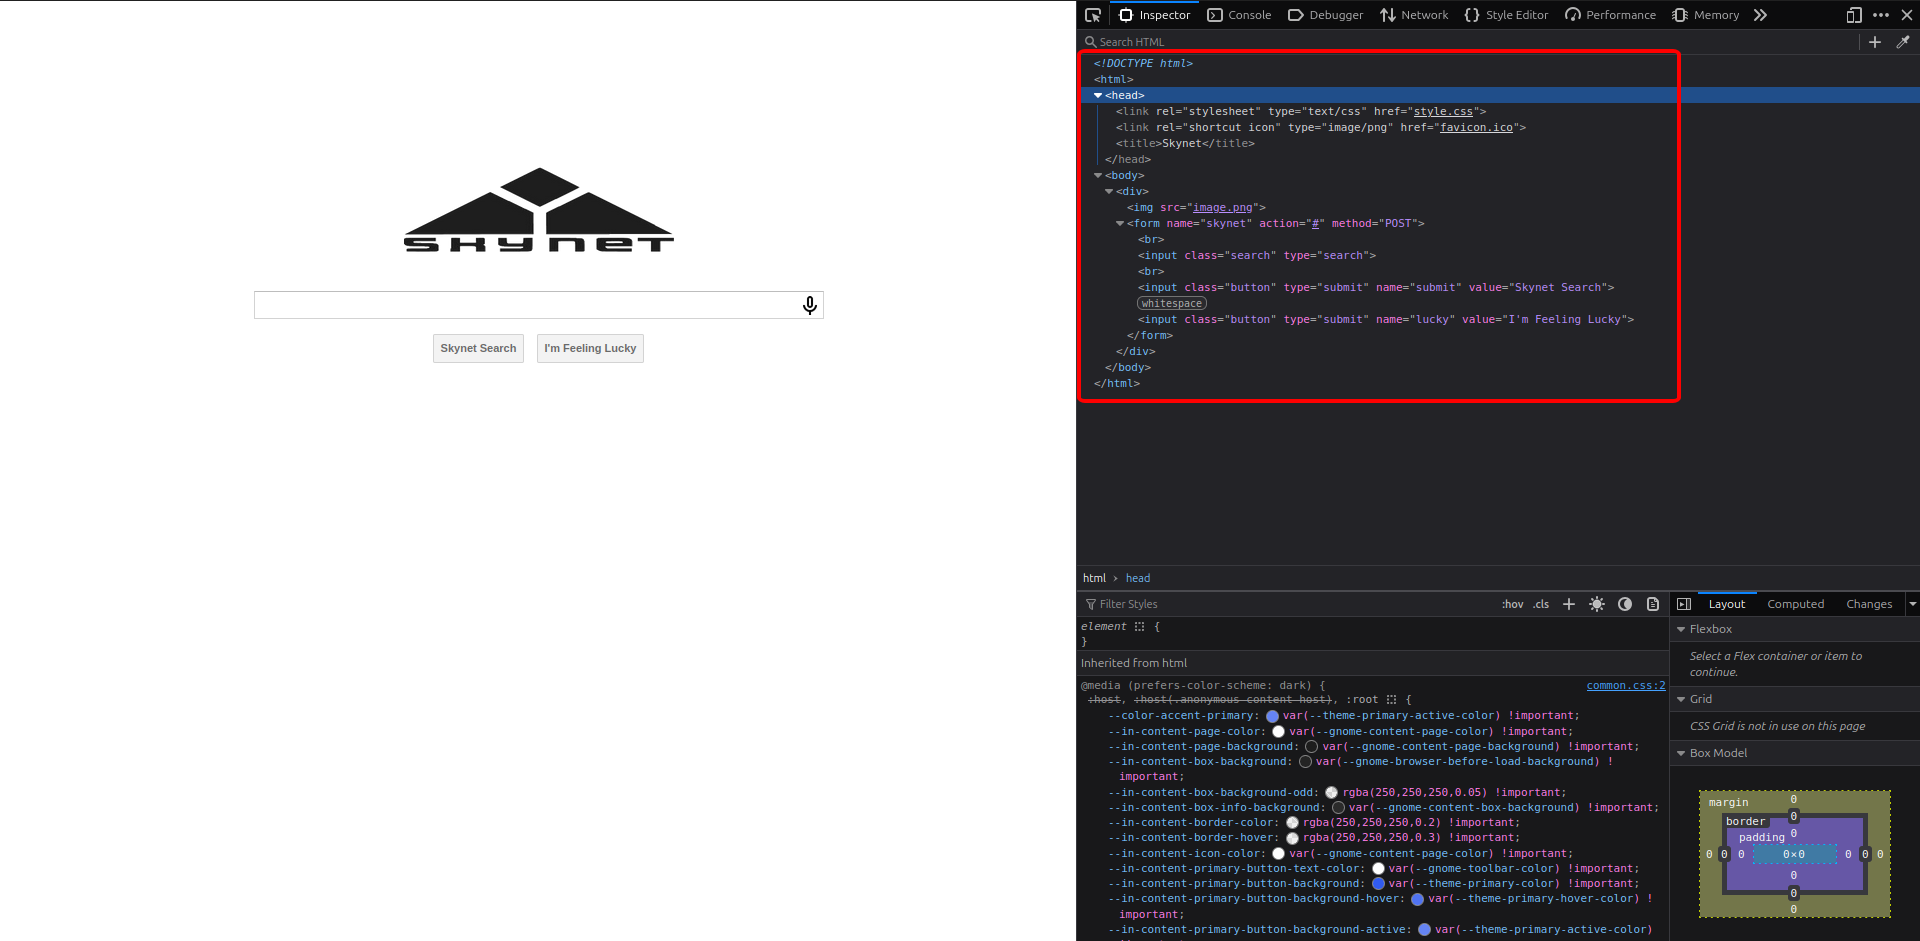 SKYNET
Skynet Search
I'm Feeling Lucky
Inspector
Console
Debugger
Network
Style Editor
Performance
Memory
Search HTML
<!DOCTYPE html>
<html>
<head>
<link rel="stylesheet" type="text/css" href="style.css">
<link rel="shortcut icon" type="image/png" href="favicon.ico">
<title>Skynet</title>
</head>
<body>
<div>
<img src="image.png">
<form name="skynet" action="#" method="POST">
<br>
<input class="search" type="search">
<br>
<input class="button" type="submit" name="submit" value="Skynet Search">
whitespace
<input class="button" type="submit" name="lucky" value="I'm Feeling Lucky">
</form>
</div>
</body>
</html>
html › head
Filter Styles
:hov .cls
element {
}
Inherited from html
@media (prefers-color-scheme: dark) {
common.css:2
:host, :host(.anonymous-content-host), :root {
--color-accent-primary: var(--theme-primary-active-color) !important;
--in-content-page-color: var(--gnome-content-page-color) !important;
--in-content-page-background: var(--gnome-content-page-background) !important;
--in-content-box-background: var(--gnome-browser-before-load-background) !
important;
--in-content-box-background-odd: rgba(250,250,250,0.05) !important;
--in-content-box-info-background: var(--gnome-content-box-background) !important;
--in-content-border-color: rgba(250,250,250,0.2) !important;
--in-content-border-hover: rgba(250,250,250,0.3) !important;
--in-content-icon-color: var(--gnome-content-page-color) !important;
--in-content-primary-button-text-color: var(--gnome-toolbar-color) !important;
--in-content-primary-button-background: var(--theme-primary-color) !important;
--in-content-primary-button-background-hover: var(--theme-primary-hover-color) !
important;
--in-content-primary-button-background-active: var(--theme-primary-active-color)
Layout
Computed
Changes
Flexbox
Select a Flex container or item to
continue.
Grid
CSS Grid is not in use on this page
Box Model
margin 0
border 0
padding 0
0 0 0 0×0 0 0 0
0
0
0